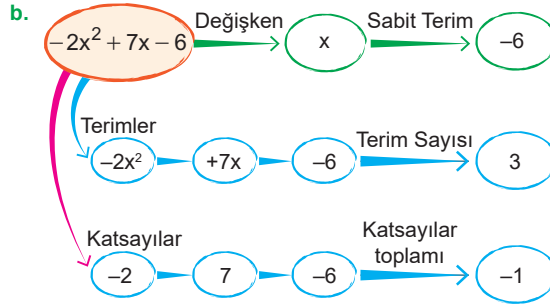 b.
Değişken Sabit Terim
−2x² + 7x − 6 x −6
Terimler Terim Sayısı
−2x² +7x −6 3
Katsayılar Katsayılar
toplamı
−2 7 −6 −1